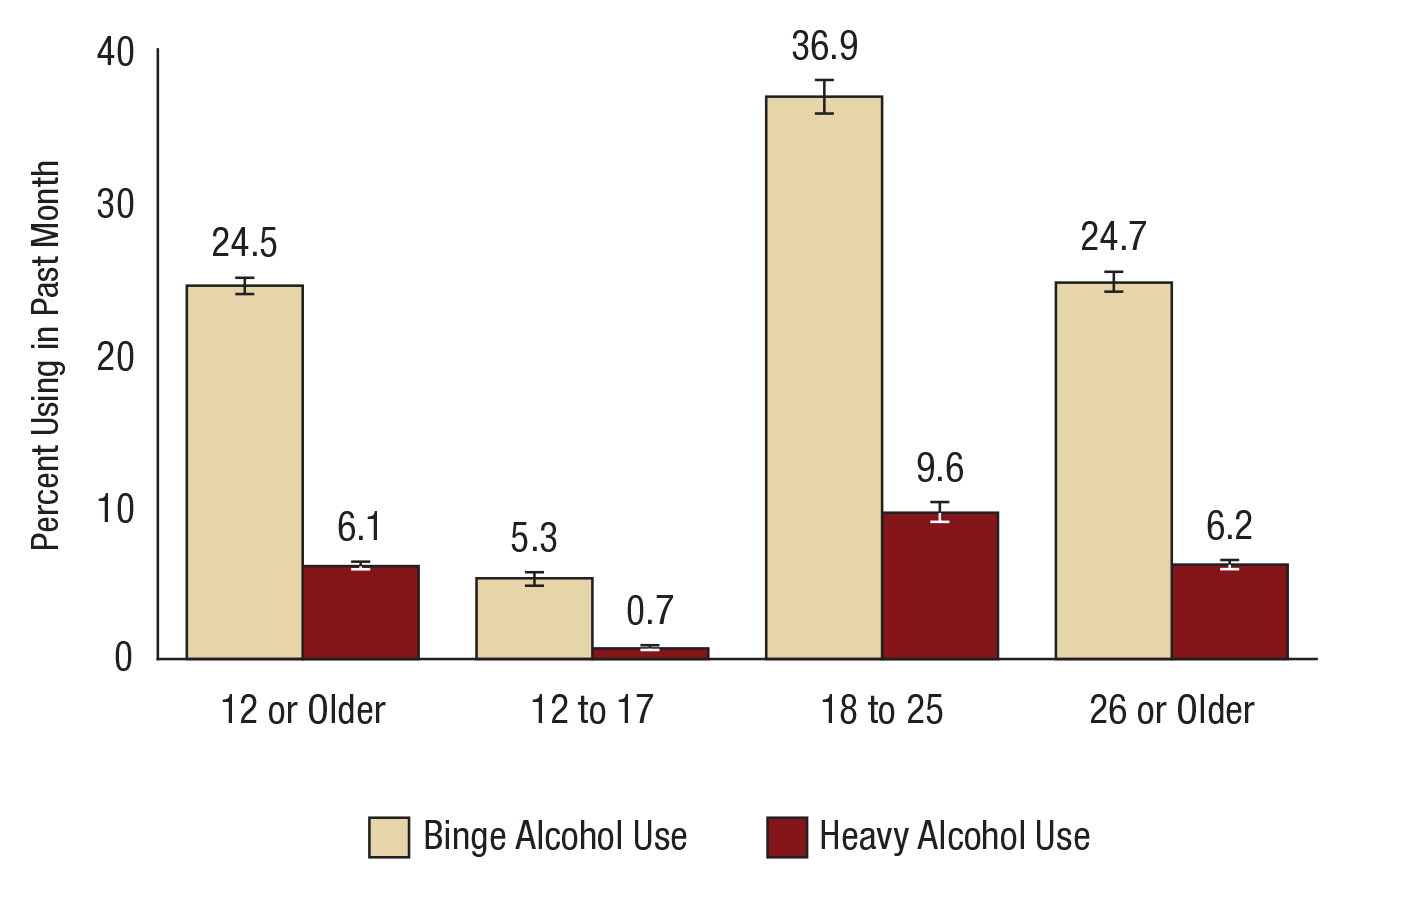 Percent Using in Past Month
40
30
20
10
0
24.5
6.1
5.3
0.7
36.9
9.6
24.7
6.2
12 or Older
12 to 17
18 to 25
26 or Older
Binge Alcohol Use
Heavy Alcohol Use